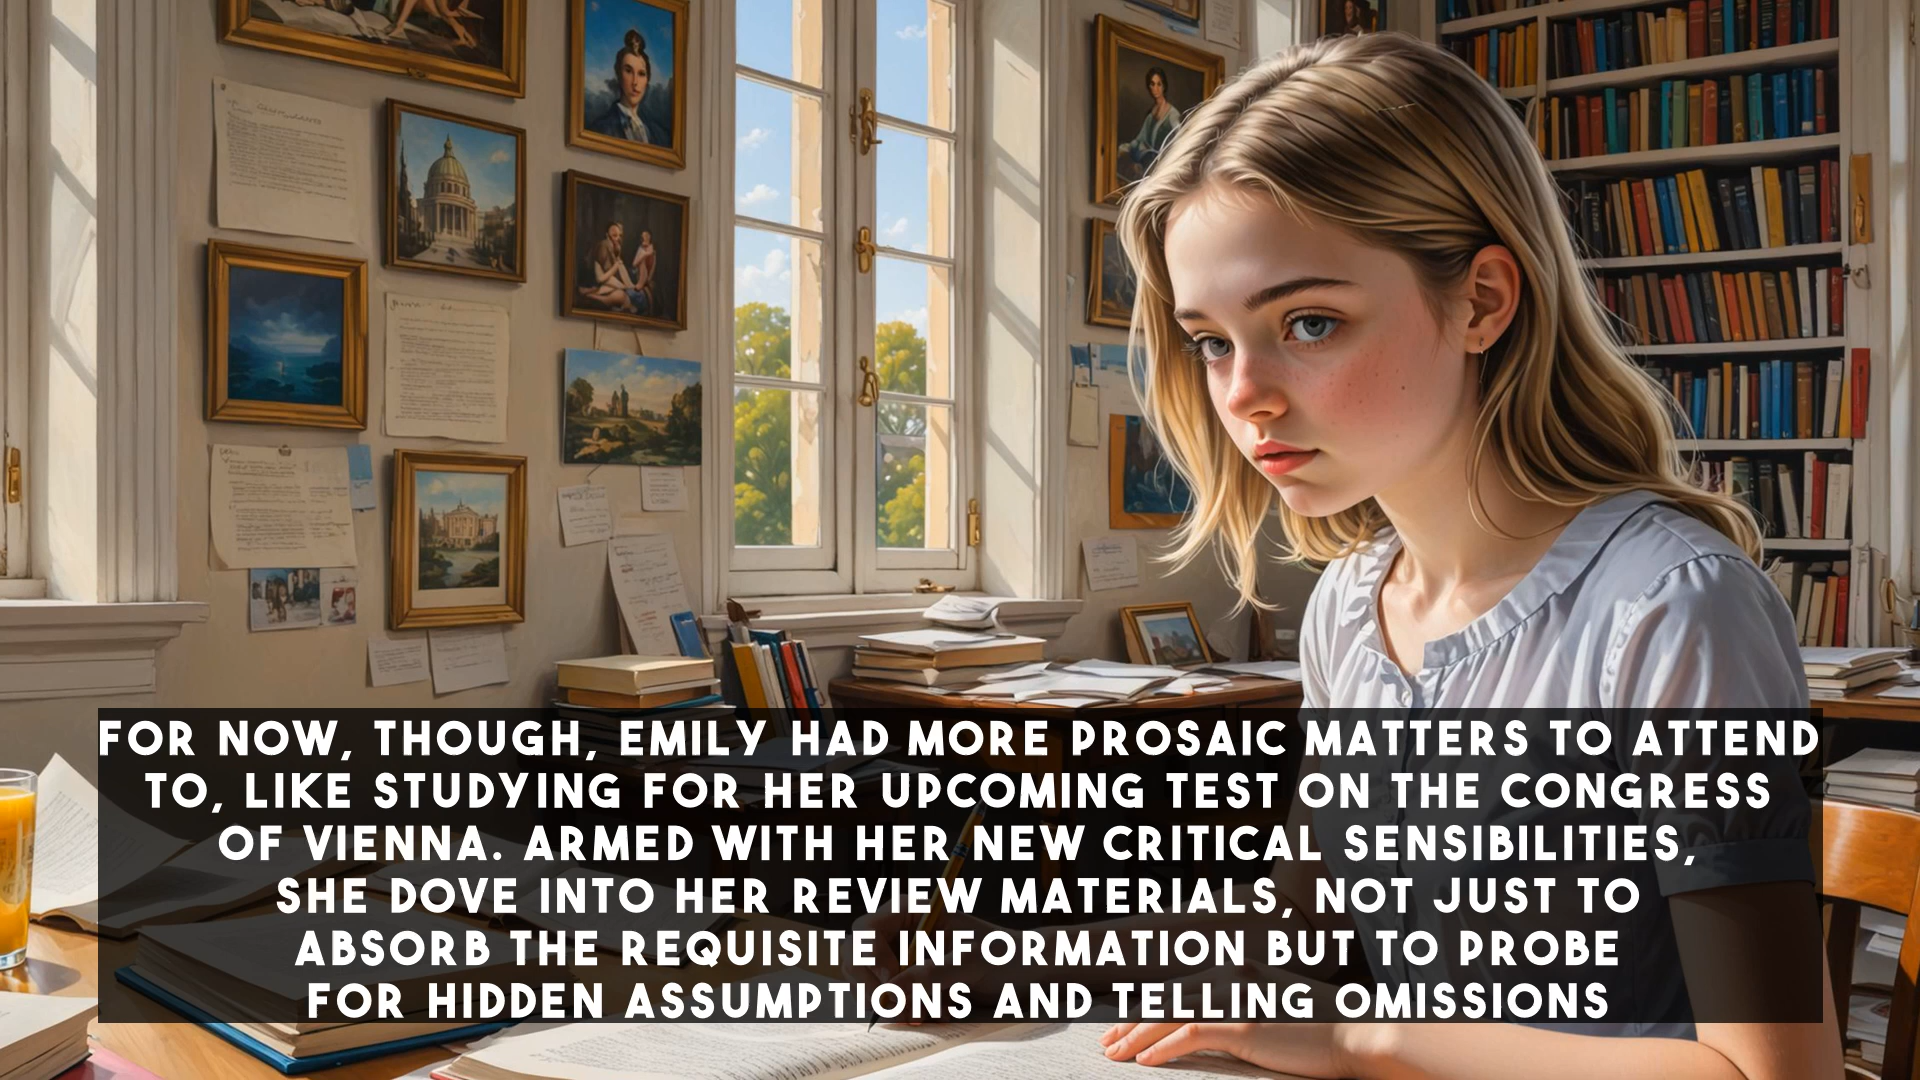 FOR NOW, THOUGH, EMILY HAD MORE PROSAIC MATTERS TO ATTEND
TO, LIKE STUDYING FOR HER UPCOMING TEST ON THE CONGRESS
OF VIENNA. ARMED WITH HER NEW CRITICAL SENSIBILITIES,
SHE DOVE INTO HER REVIEW MATERIALS, NOT JUST TO
ABSORB THE REQUISITE INFORMATION BUT TO PROBE
FOR HIDDEN ASSUMPTIONS AND TELLING OMISSIONS